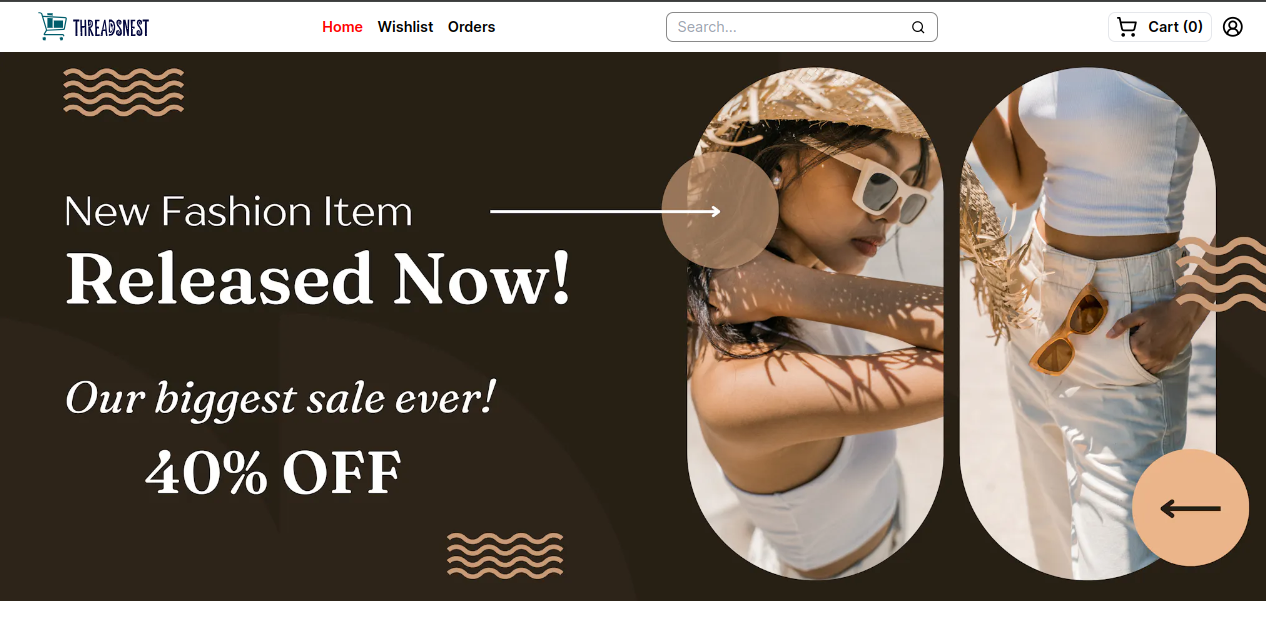 THREADSNEST
Home Wishlist Orders
Search...
Cart (0)
New Fashion Item
Released Now!
Our biggest sale ever!
40% OFF